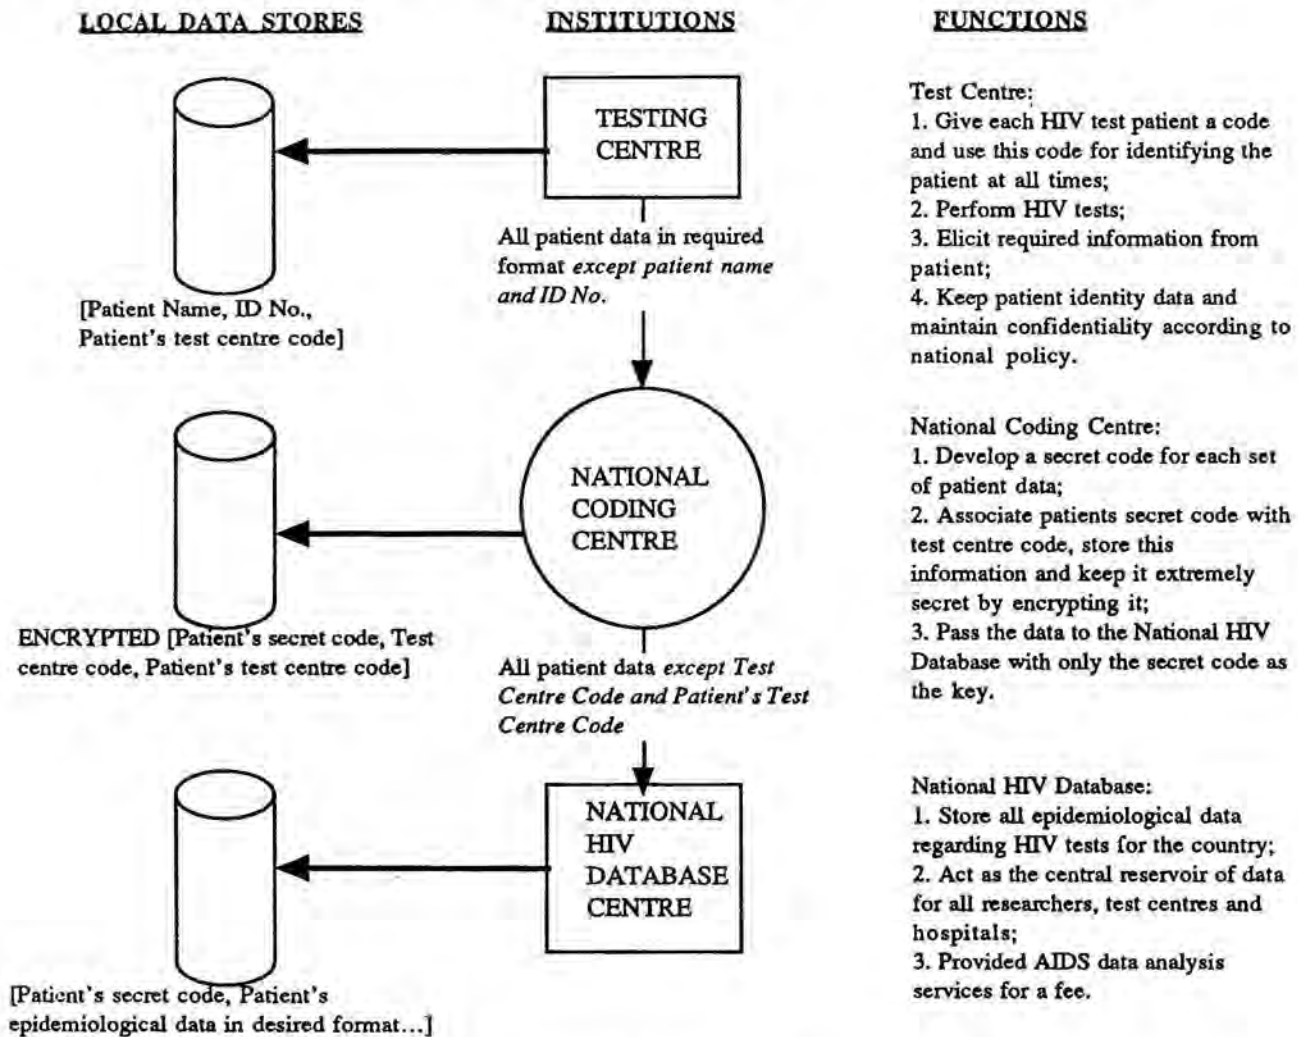 LOCAL DATA STORES
INSTITUTIONS
FUNCTIONS
TESTING
CENTRE
[Patient Name, ID No.,
Patient's test centre code]
All patient data in required
format except patient name
and ID No.
Test Centre:
1. Give each HIV test patient a code
and use this code for identifying the
patient at all times;
2. Perform HIV tests;
3. Elicit required information from
patient;
4. Keep patient identity data and
maintain confidentiality according to
national policy.
NATIONAL
CODING
CENTRE
ENCRYPTED [Patient's secret code, Test
centre code, Patient's test centre code]
All patient data except Test
Centre Code and Patient's Test
Centre Code
National Coding Centre:
1. Develop a secret code for each set
of patient data;
2. Associate patients secret code with
test centre code, store this
information and keep it extremely
secret by encrypting it;
3. Pass the data to the National HIV
Database with only the secret code as
the key.
NATIONAL
HIV
DATABASE
CENTRE
[Patient's secret code, Patient's
epidemiological data in desired format...]
National HIV Database:
1. Store all epidemiological data
regarding HIV tests for the country;
2. Act as the central reservoir of data
for all researchers, test centres and
hospitals;
3. Provided AIDS data analysis
services for a fee.